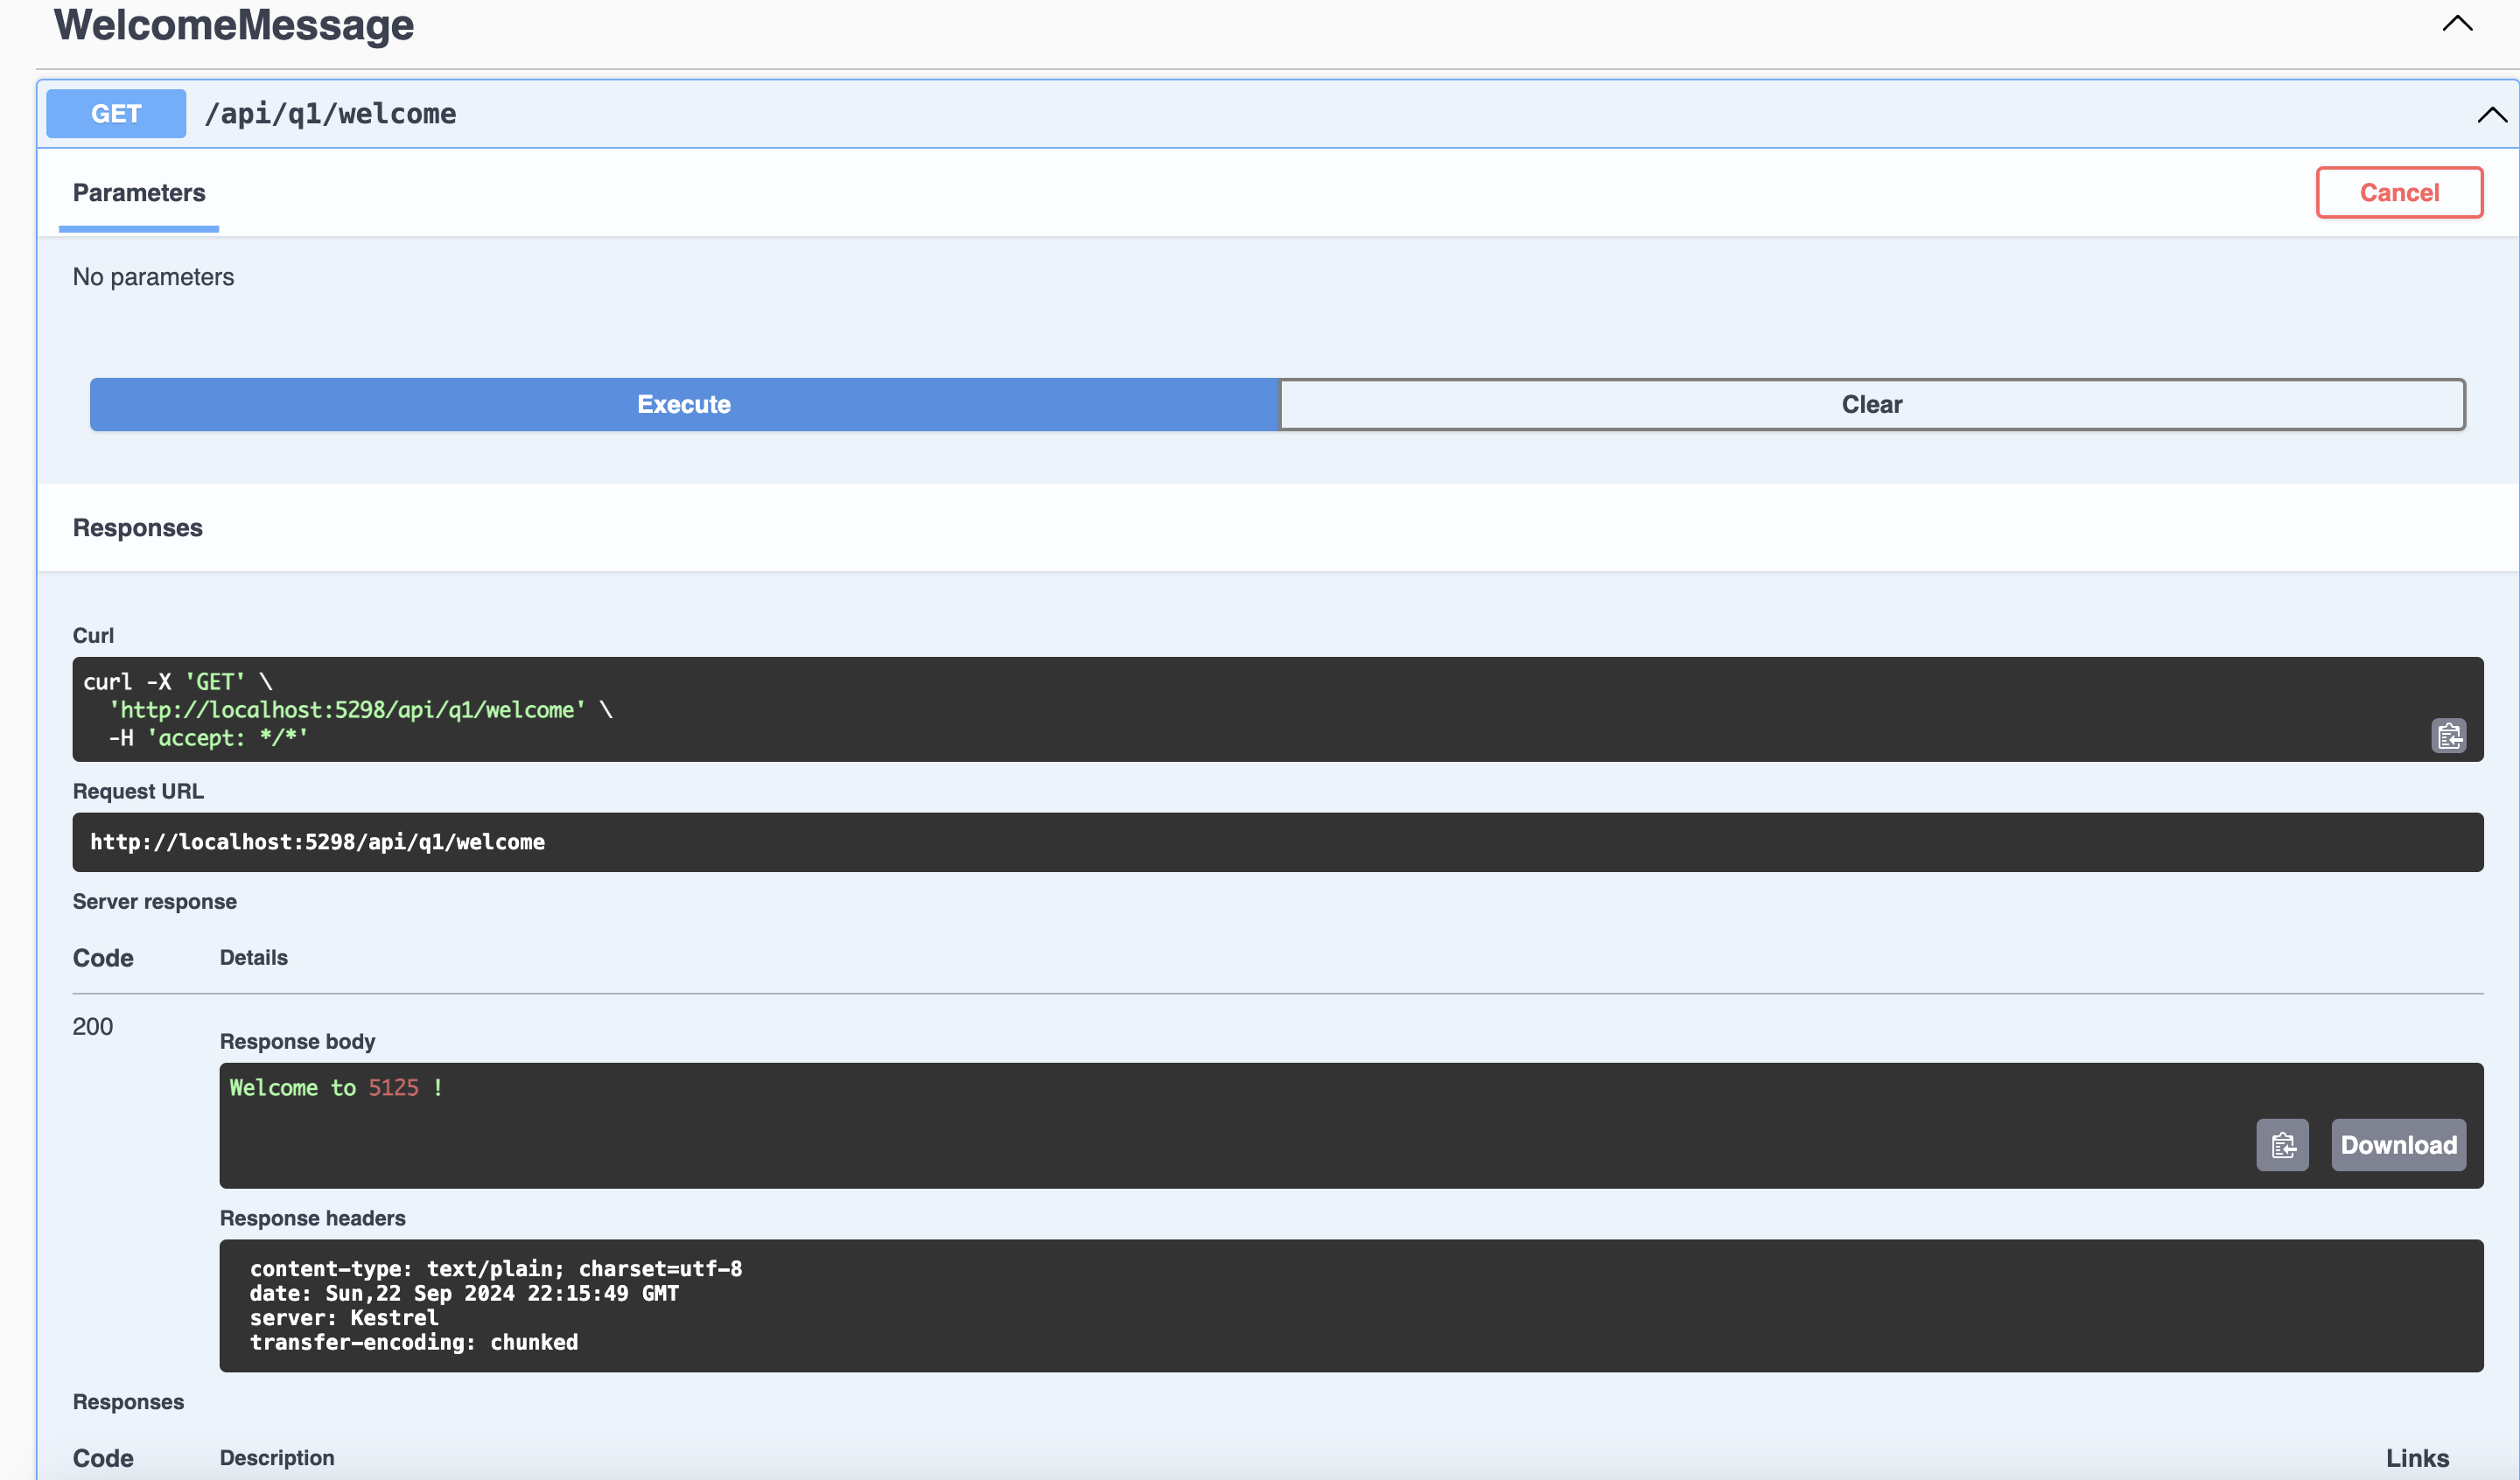 WelcomeMessage
GET /api/q1/welcome
Parameters
Cancel
No parameters
Execute
Clear
Responses
Curl
curl -X 'GET' \
'http://localhost:5298/api/q1/welcome' \
-H 'accept: */*'
Request URL
http://localhost:5298/api/q1/welcome
Server response
Code Details
200
Response body
Welcome to 5125 !
Download
Response headers
content-type: text/plain; charset=utf-8
date: Sun,22 Sep 2024 22:15:49 GMT
server: Kestrel
transfer-encoding: chunked
Responses
Code Description Links